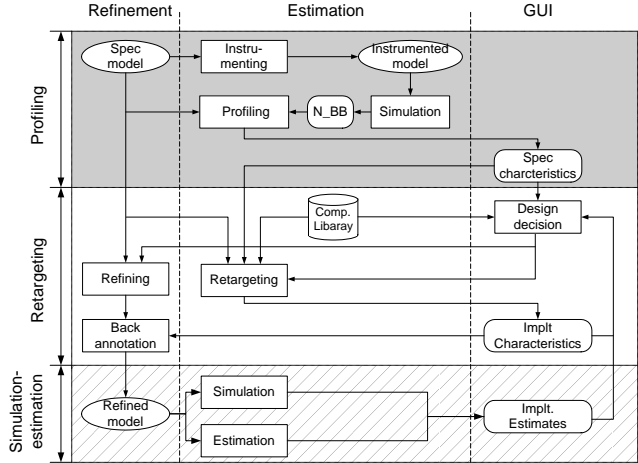 Refinement Estimation GUI
Profiling
Spec
model
Instru-
menting
Instrumented
model
Profiling
N_BB
Simulation
Spec
charcteristics
Retargeting
Comp.
Libaray
Design
decision
Refining
Retargeting
Back
annotation
Implt
Characteristics
Simulation-
estimation
Refined
model
Simulation
Estimation
Implt.
Estimates